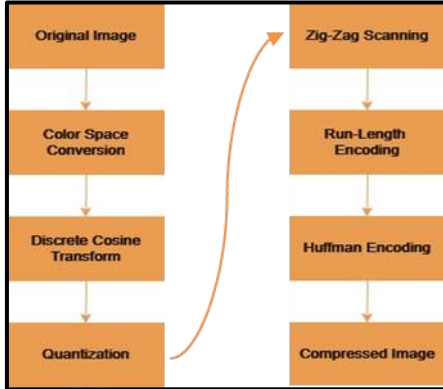 Original Image
Color Space
Conversion
Discrete Cosine
Transform
Quantization
Zig-Zag Scanning
Run-Length
Encoding
Huffman Encoding
Compressed Image